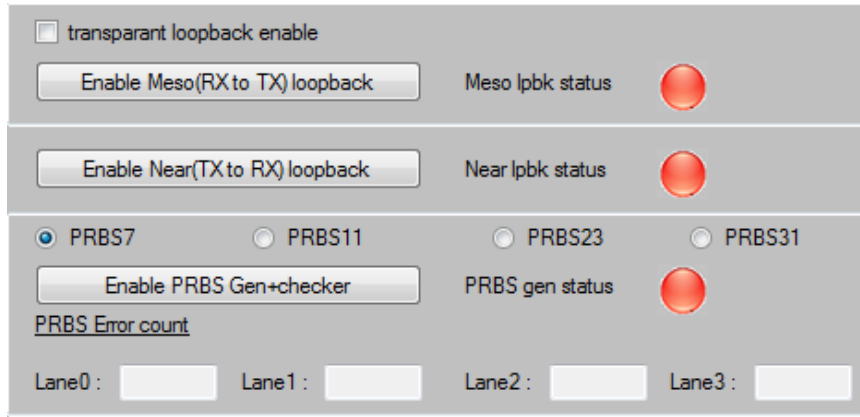 transparant loopback enable
Enable Meso(RX to TX) loopback Meso lpbk status
Enable Near(TX to RX) loopback Near lpbk status
PRBS7 PRBS11 PRBS23 PRBS31
Enable PRBS Gen+checker PRBS gen status
PRBS Error count
Lane0 : Lane1 : Lane2 : Lane3 :